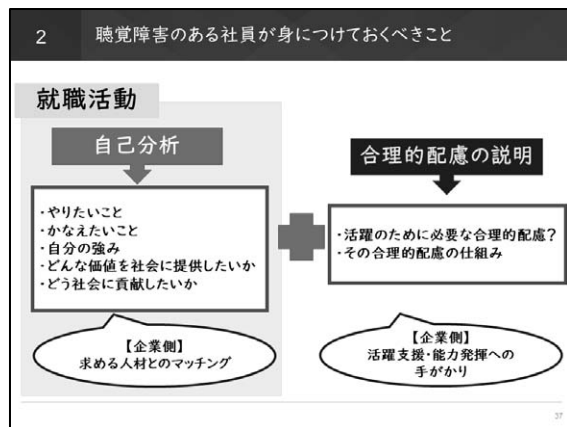 2 聴覚障害のある社員が身につけておくべきこと
就職活動
自己分析
・やりたいこと
・かなえたいこと
・自分の強み
・どんな価値を社会に提供したいか
・どう社会に貢献したいか
【企業側】
求める人材とのマッチング
合理的配慮の説明
・活躍のために必要な合理的配慮？
・その合理的配慮の仕組み
【企業側】
活躍支援・能力発揮への
手がかり
37